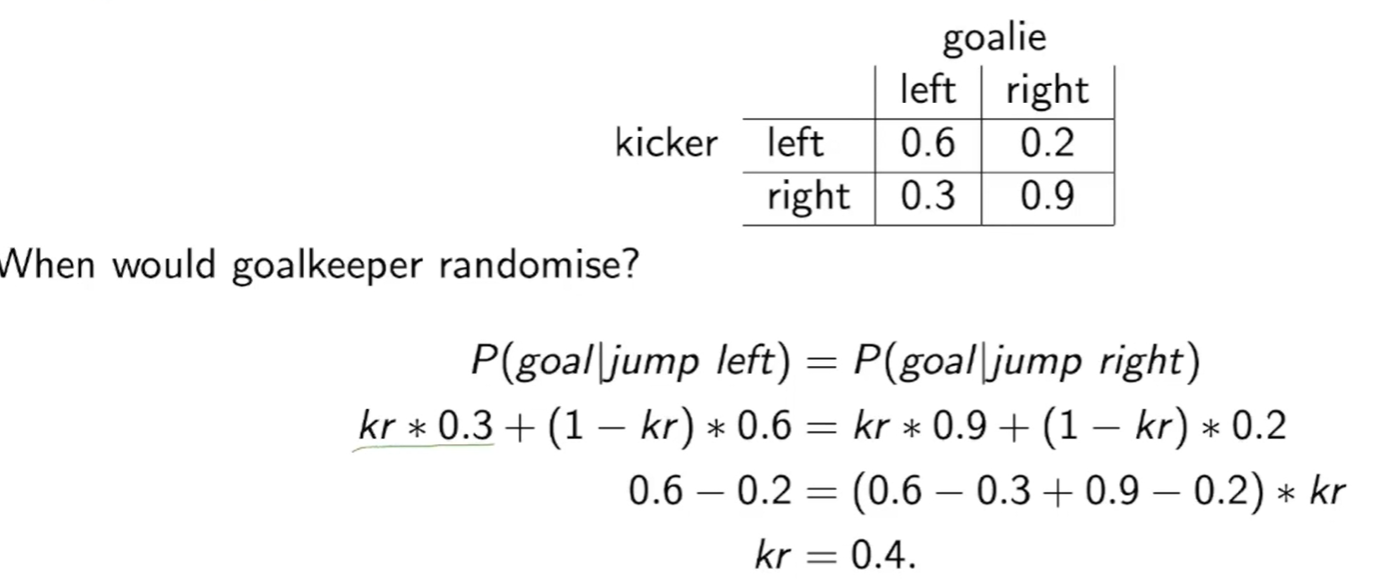 goalie
left right
kicker left 0.6 0.2
right 0.3 0.9
When would goalkeeper randomise?
P(goal|jump left) = P(goal|jump right)
kr * 0.3 + (1 − kr) * 0.6 = kr * 0.9 + (1 − kr) * 0.2
0.6 − 0.2 = (0.6 − 0.3 + 0.9 − 0.2) * kr
kr = 0.4.